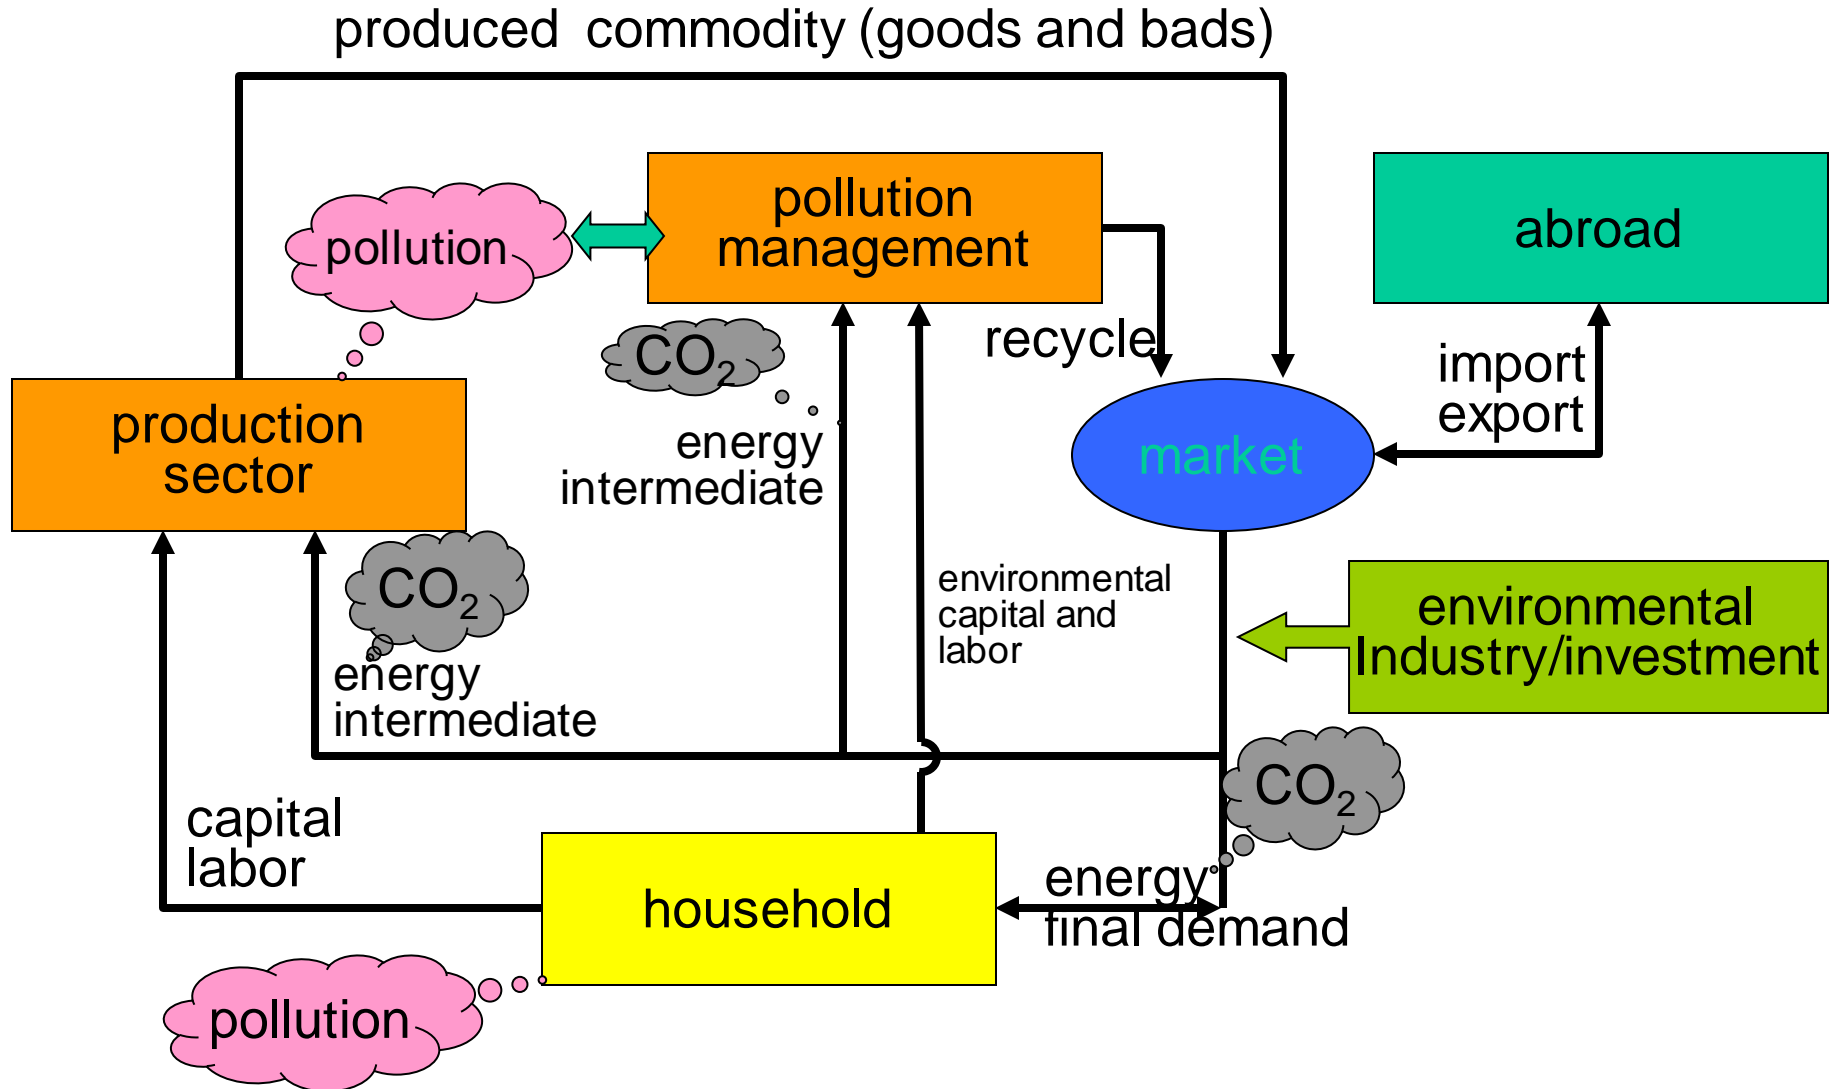 produced commodity (goods and bads)
pollution
pollution
management
abroad
CO2
recycle
import
export
production
sector
energy
intermediate
market
CO2
environmental
capital and
labor
environmental
Industry/investment
energy
intermediate
CO2
capital
labor
household
energy
final demand
pollution